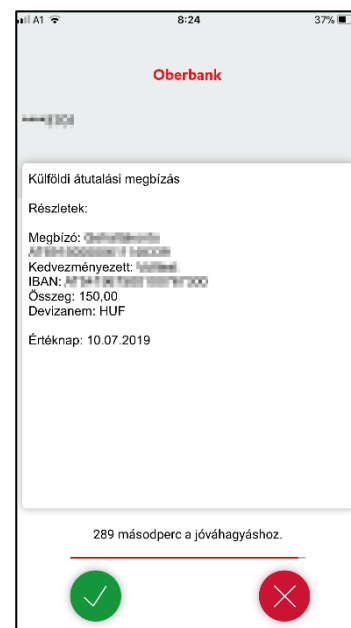 A1 8:24 37%
Oberbank
Külföldi átutalási megbízás
Részletek:
Megbízó:
Kedvezményezett:
IBAN:
Összeg: 150,00
Devizanem: HUF
Értéknap: 10.07.2019
289 másodperc a jóváhagyáshoz.